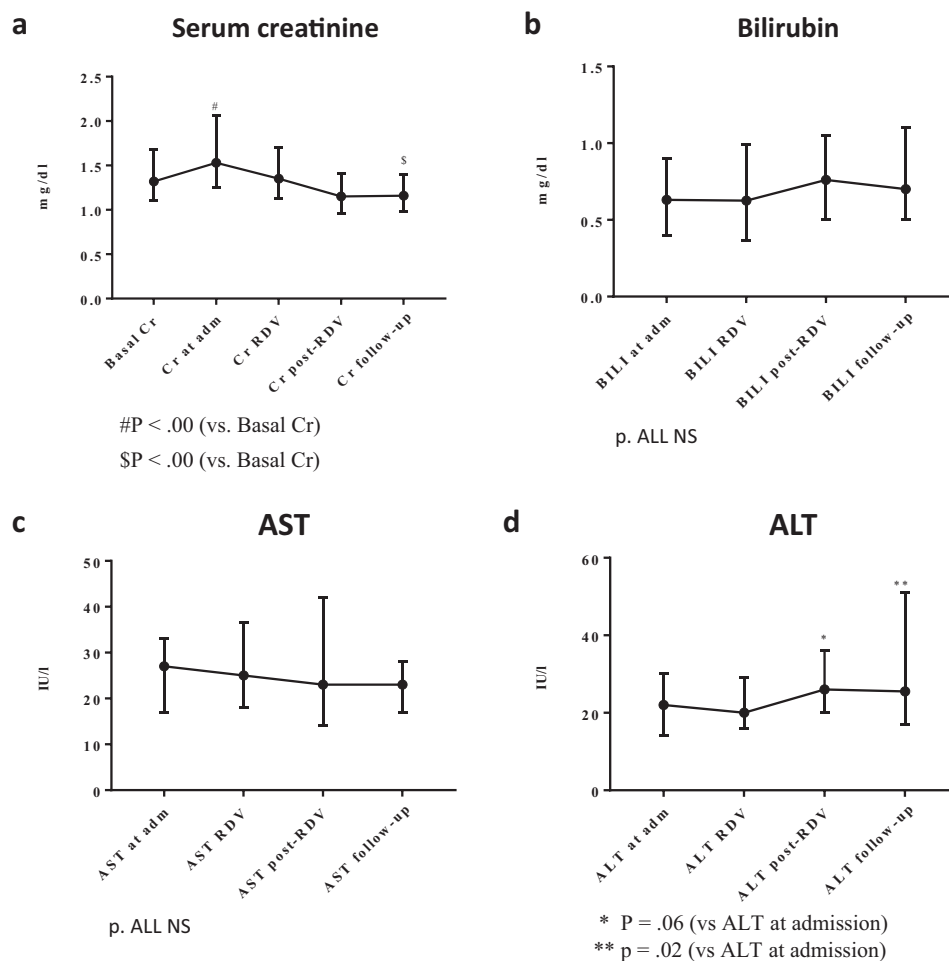 a
Serum creatinine
2.5
2.0
1.5
1.0
0.5
0.0
mg/dl
#
$
Basal Cr
Cr at adm
Cr RDV
Cr post-RDV
Cr follow-up
#P < .00 (vs. Basal Cr)
$P < .00 (vs. Basal Cr)
b
Bilirubin
1.5
1.0
0.5
0.0
mg/dl
BILI at adm
BILI RDV
BILI post-RDV
BILI follow-up
p. ALL NS
c
AST
50
40
30
20
10
0
IU/l
AST at adm
AST RDV
AST post-RDV
AST follow-up
p. ALL NS
d
ALT
60
40
20
0
IU/l
*
**
ALT at adm
ALT RDV
ALT post-RDV
ALT follow-up
* P = .06 (vs ALT at admission)
** p = .02 (vs ALT at admission)